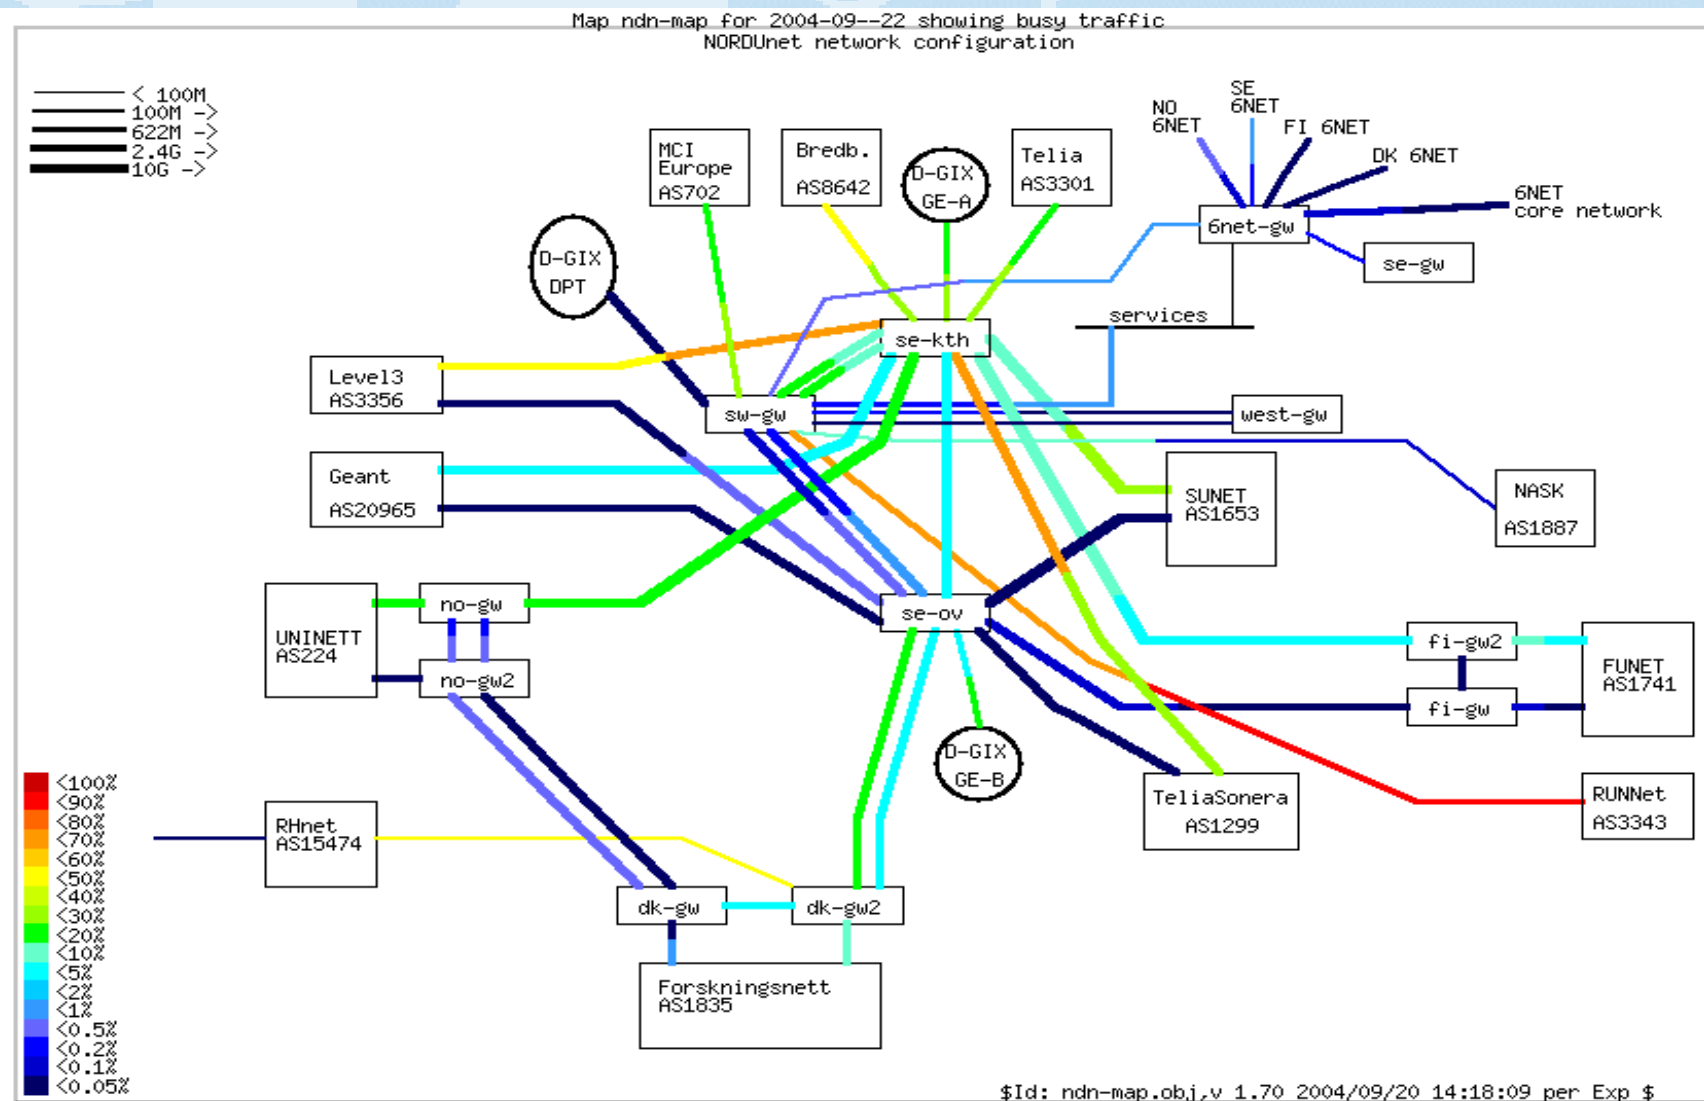 Map ndn-map for 2004-09--22 showing busy traffic
NORDUnet network configuration
< 100M
100M ->
622M ->
2.4G ->
10G ->
MCI
Europe
AS702
Bredb.
AS8642
D-GIX
GE-A
Telia
AS3301
NO
6NET
SE
6NET
FI 6NET
DK 6NET
6NET
core network
6net-gw
se-gw
D-GIX
DPT
services
se-kth
Level3
AS3356
sw-gw
west-gw
Geant
AS20965
SUNET
AS1653
NASK
AS1887
UNINETT
AS224
no-gw
no-gw2
se-ov
fi-gw2
fi-gw
FUNET
AS1741
D-GIX
GE-B
TeliaSonera
AS1299
RUNNet
AS3343
RHnet
AS15474
dk-gw
dk-gw2
Forskningsnett
AS1835
<100%
<90%
<80%
<70%
<60%
<50%
<40%
<30%
<20%
<10%
<5%
<2%
<1%
<0.5%
<0.2%
<0.1%
<0.05%
$Id: ndn-map.obj,v 1.70 2004/09/20 14:18:09 per Exp $